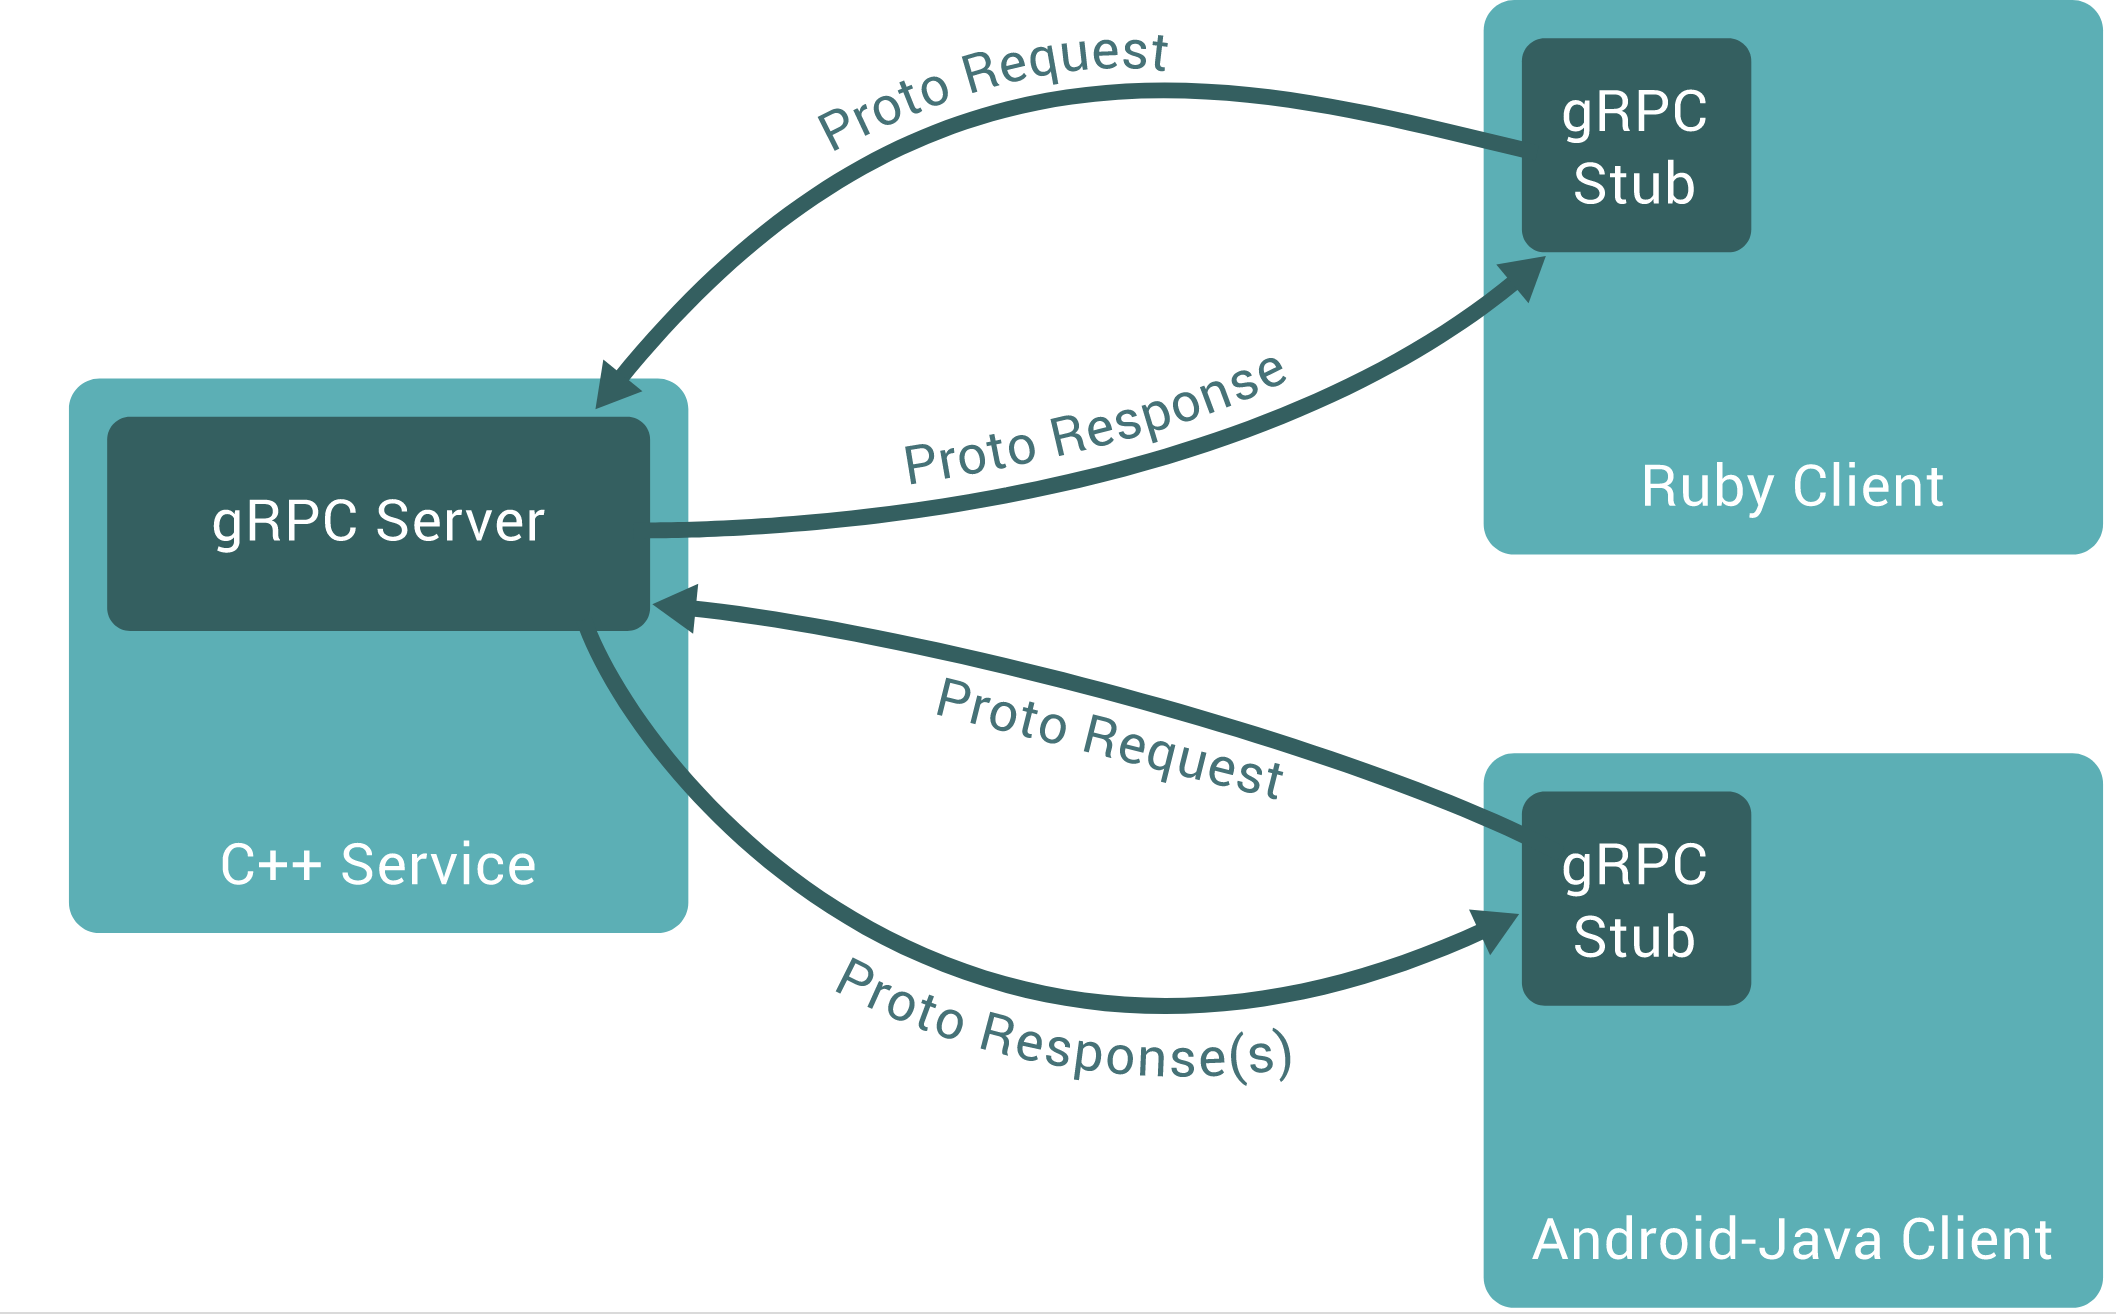 Proto Request
gRPC
Stub
Proto Response
Ruby Client
gRPC Server
C++ Service
Proto Request
gRPC
Stub
Proto Response(s)
Android-Java Client